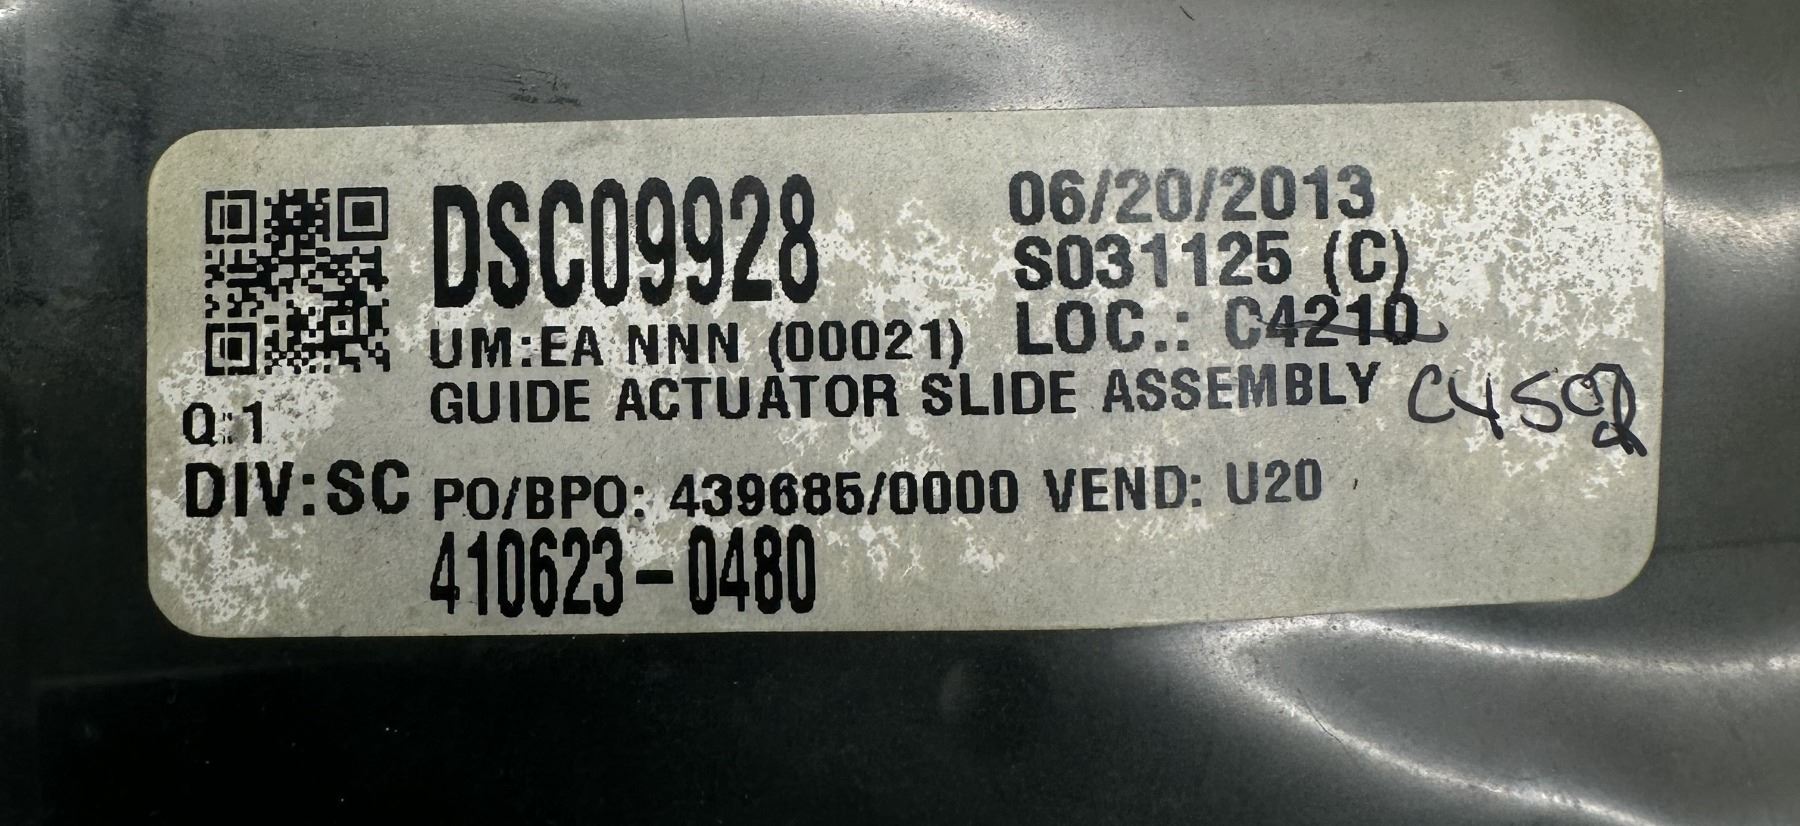 DSC09928
06/20/2013
S031125 (C)
UM:EA NNN (00021)
LOC.: C4210
GUIDE ACTUATOR SLIDE ASSEMBLY
Q:1
DIV:SC
PO/BPO: 439685/0000 VEND: U20
410623-0480